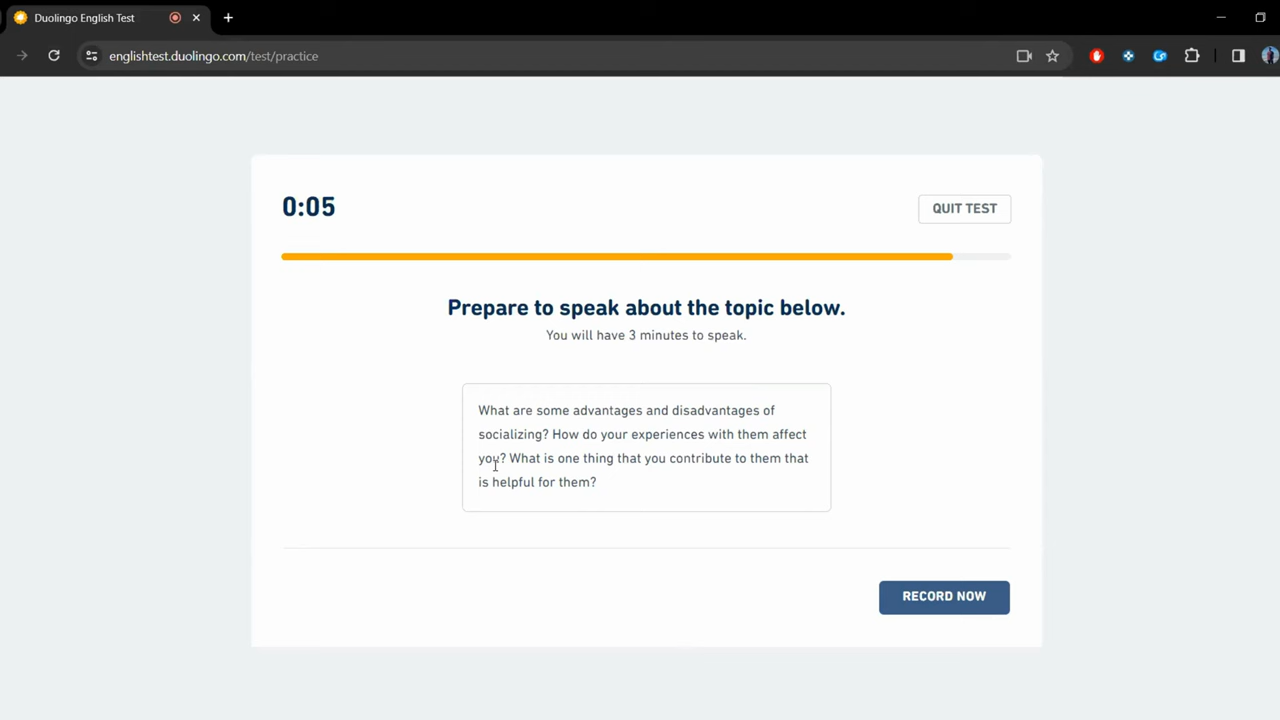 Duolingo English Test
englishtest.duolingo.com/test/practice
0:05
QUIT TEST
Prepare to speak about the topic below.
You will have 3 minutes to speak.
What are some advantages and disadvantages of
socializing? How do your experiences with them affect
you? What is one thing that you contribute to them that
is helpful for them?
RECORD NOW